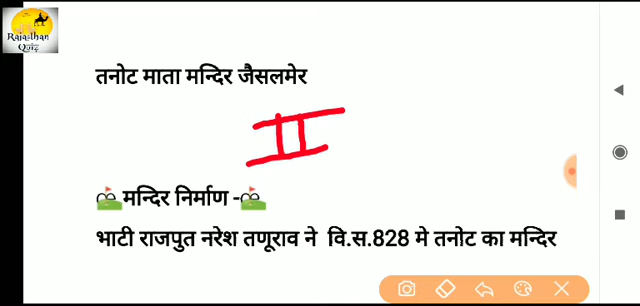 Rajasthan
Quiz
तनोट माता मन्दिर जैसलमेर
II
मन्दिर निर्माण -
भाटी राजपुत नरेश तणूराव ने वि.स.828 मे तनोट का मन्दिर